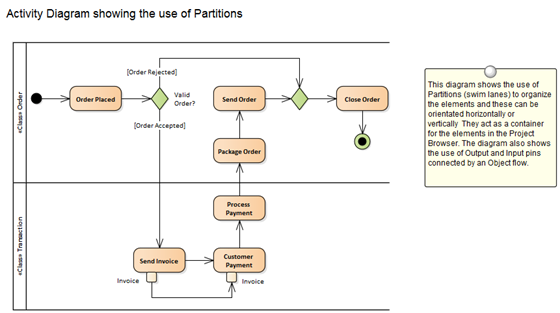 Activity Diagram showing the use of Partitions
«Class» Order
[Order Rejected]
Order Placed
Valid
Order?
[Order Accepted]
Send Order
Close Order
Package Order
«Class» Transaction
Process
Payment
Send Invoice
Customer
Payment
Invoice
Invoice
This diagram shows the use of
Partitions (swim lanes) to organize
the elements and these can be
orientated horizontally or
vertically They act as a container
for the elements in the Project
Browser. The diagram also shows
the use of Output and Input pins
connected by an Object flow.